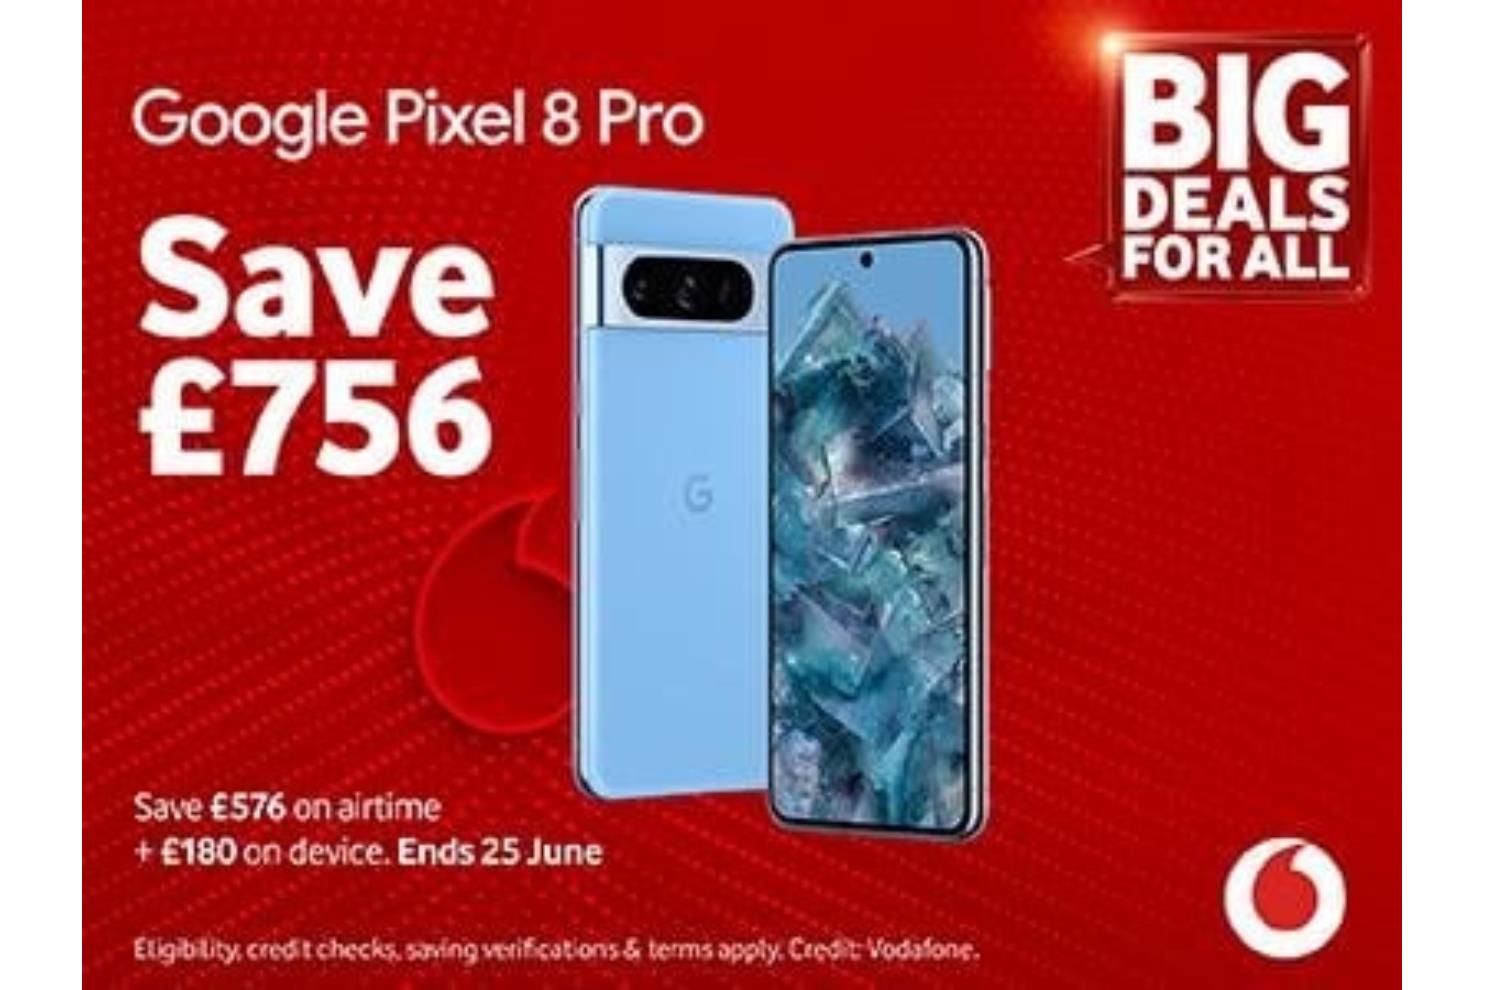 Google Pixel 8 Pro
Save
£756
BIG
DEALS
FOR ALL
G
Save £576 on airtime
+ £180 on device. Ends 25 June
Eligibility, credit checks, saving verifications & terms apply. Credit: Vodafone.